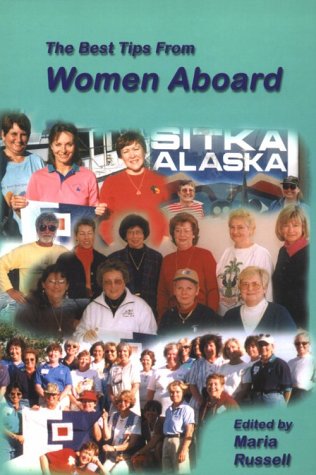 The Best Tips From
Women Aboard
SITKA
ALASKA
Edited by
Maria
Russell